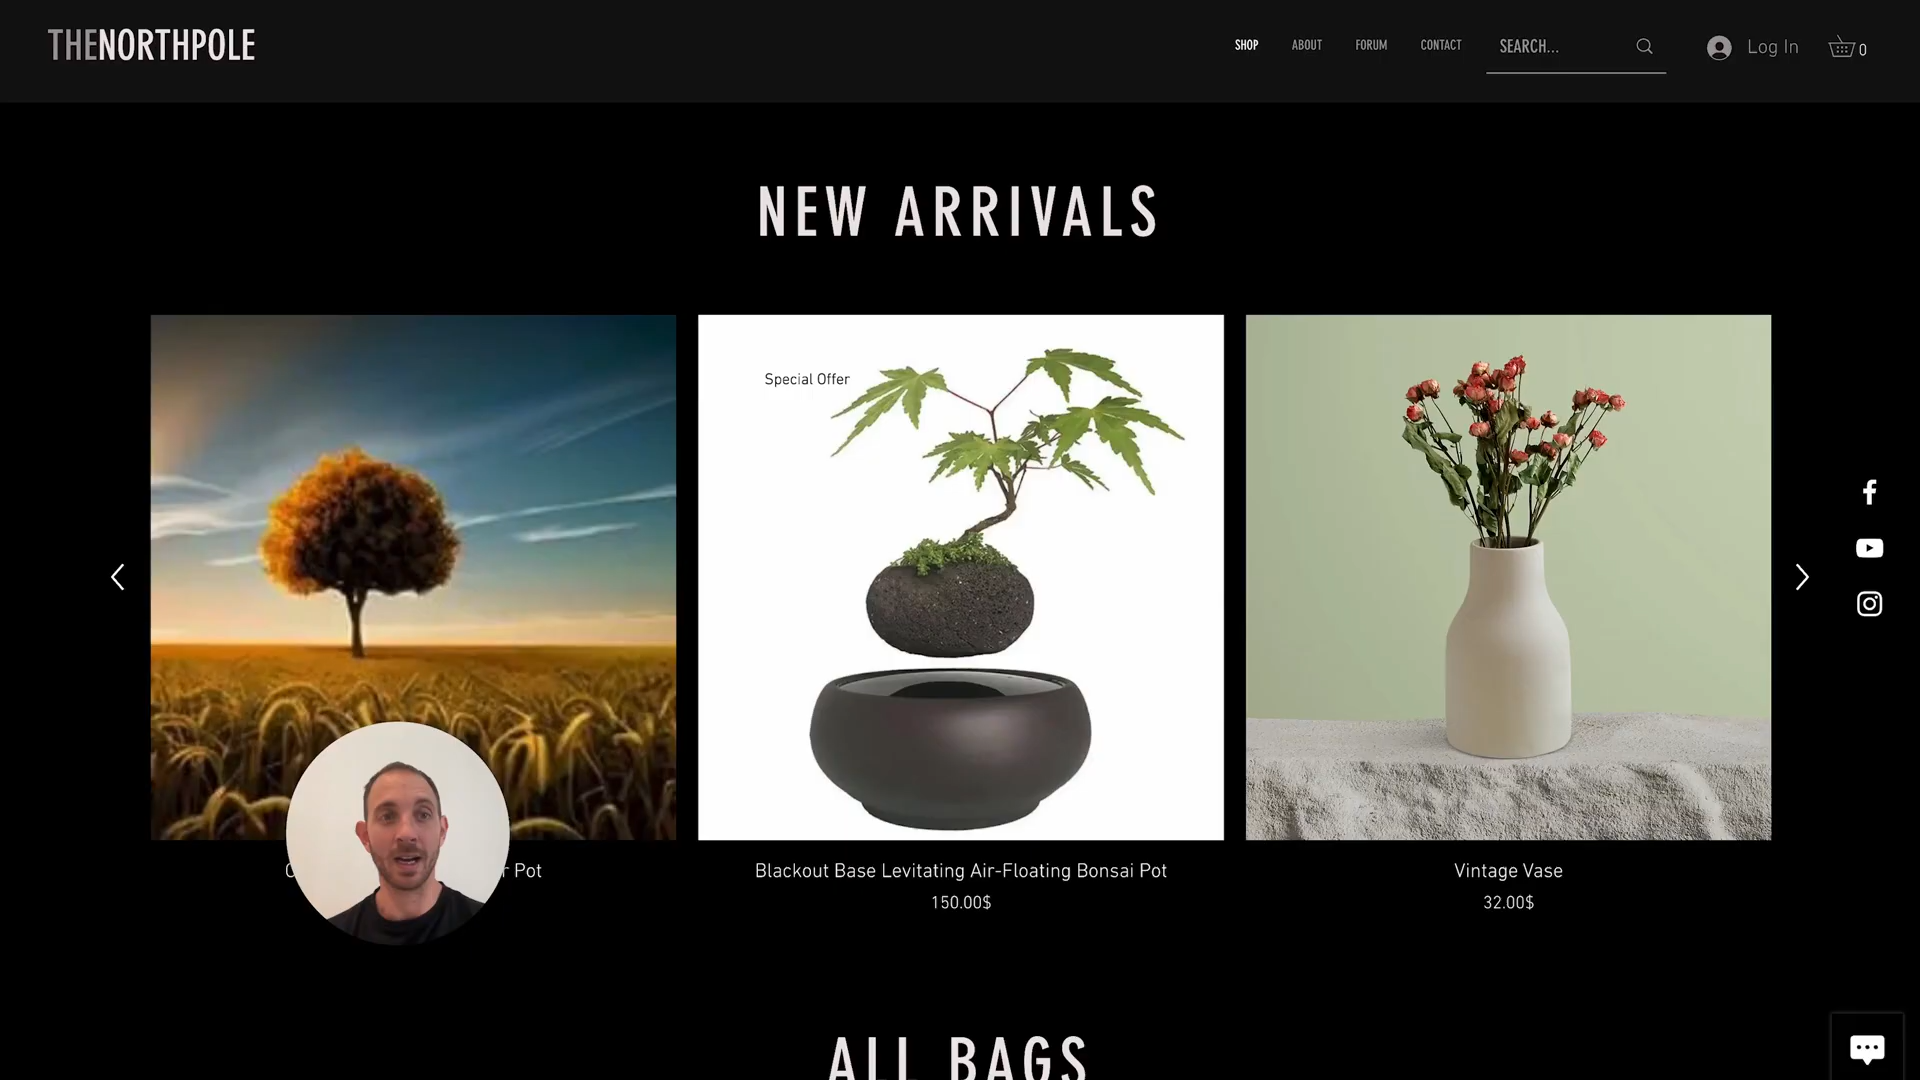 THENORTHPOLE
SHOP
ABOUT
FORUM
CONTACT
SEARCH...
Log In
0
NEW ARRIVALS
Special Offer
Pot
Blackout Base Levitating Air-Floating Bonsai Pot
150.00$
Vintage Vase
32.00$
ALL BAGS